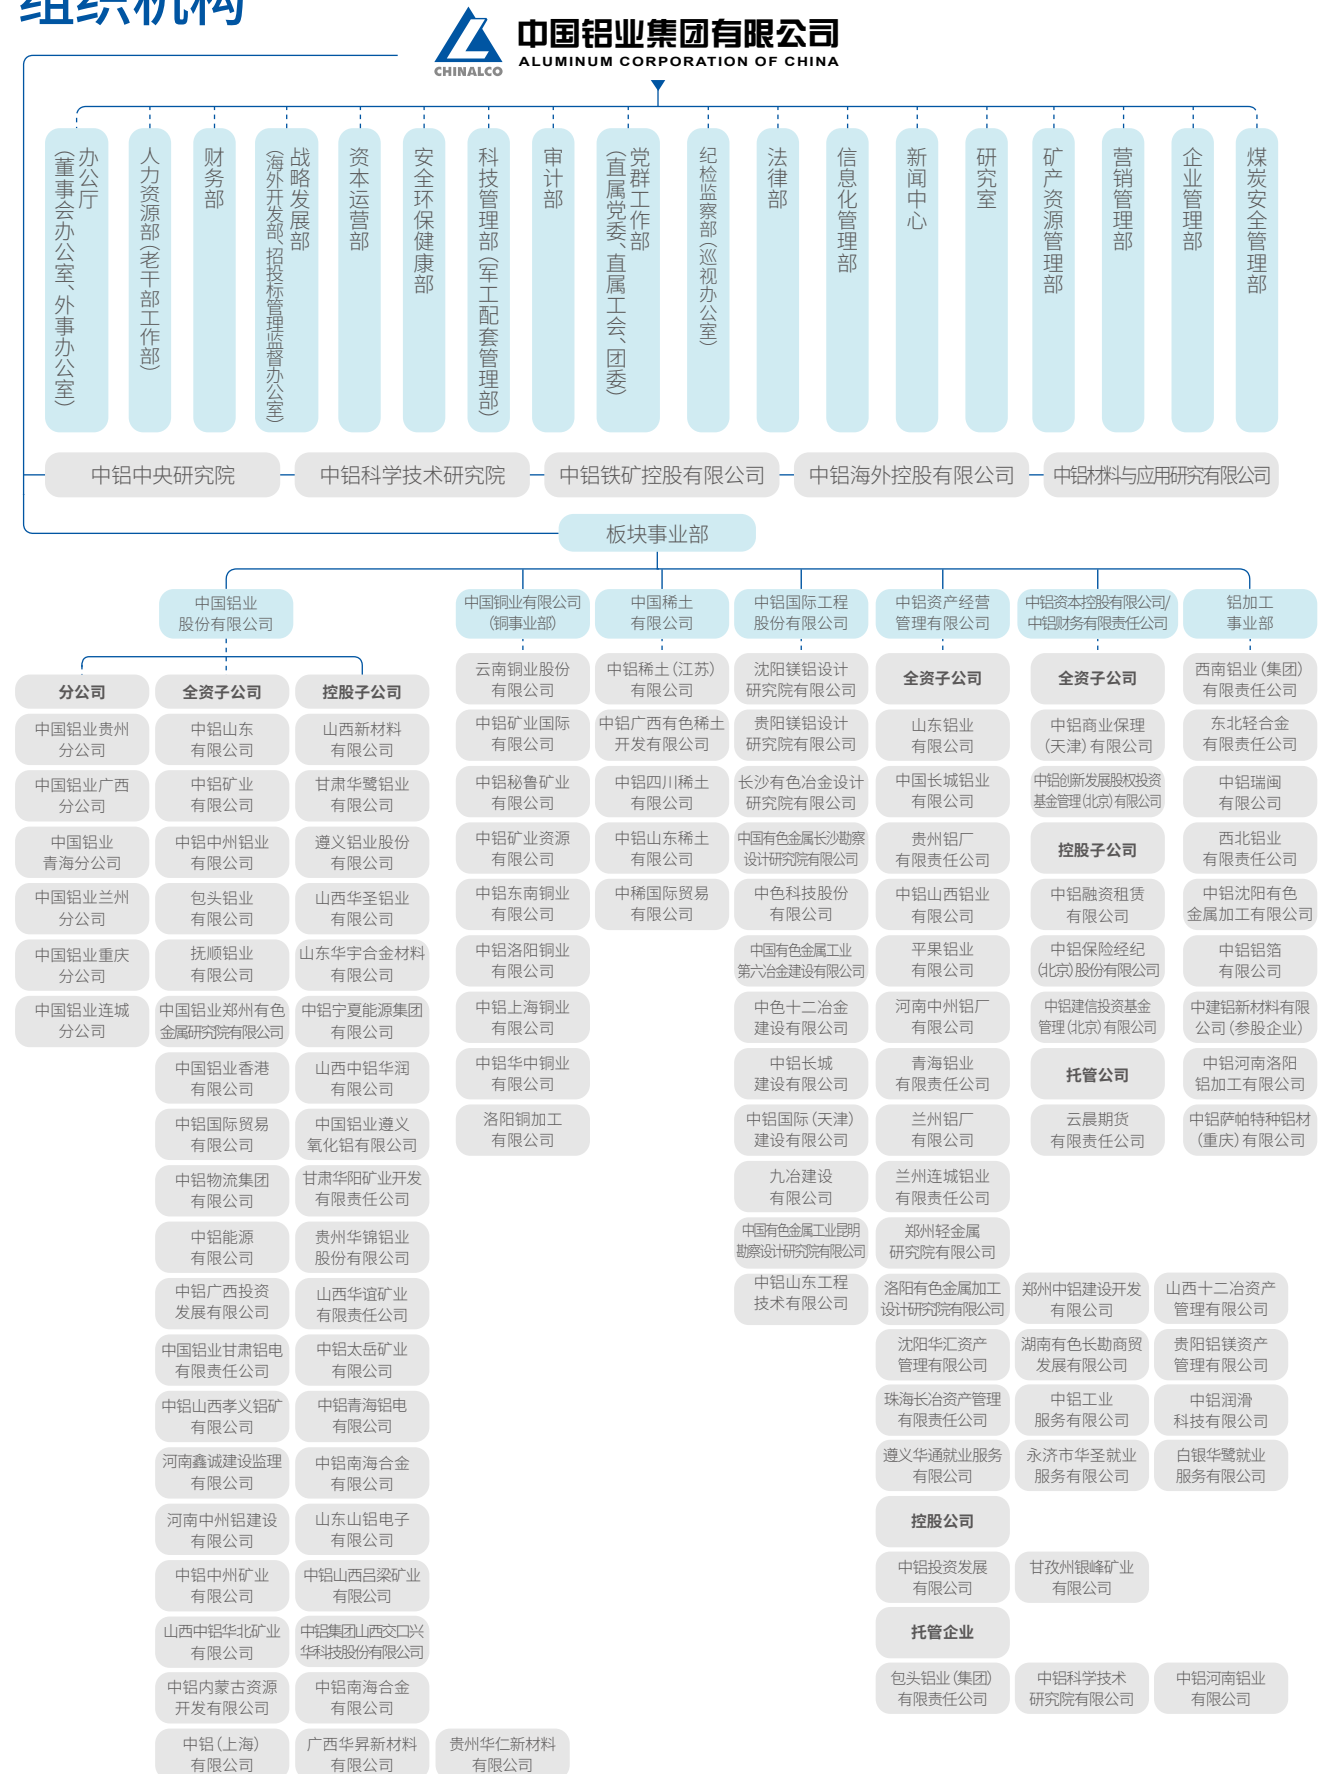 组织机构
CHINALCO
中国铝业集团有限公司
ALUMINUM CORPORATION OF CHINA
办公厅
（董事会办公室、外事办公室）
人力资源部（老干部工作部）
财务部
战略发展部
（海外开发部、招投标管理监督办公室）
资本运营部
安全环保健康部
科技管理部（军工配套管理部）
审计部
党群工作部
（直属党委、直属工会、团委）
纪检监察部（巡视办公室）
法律部
信息化管理部
新闻中心
研究室
矿产资源管理部
营销管理部
企业管理部
煤炭安全管理部
中铝中央研究院
中铝科学技术研究院
中铝铁矿控股有限公司
中铝海外控股有限公司
中铝材料与应用研究有限公司
板块事业部
中国铝业
股份有限公司
分公司
中国铝业贵州
分公司
中国铝业广西
分公司
中国铝业
青海分公司
中国铝业兰州
分公司
中国铝业重庆
分公司
中国铝业连城
分公司
全资子公司
中铝山东
有限公司
中铝矿业
有限公司
中铝中州铝业
有限公司
包头铝业
有限公司
抚顺铝业
有限公司
中国铝业郑州有色
金属研究院有限公司
中国铝业香港
有限公司
中铝国际贸易
有限公司
中铝物流集团
有限公司
中铝能源
有限公司
中铝广西投资
发展有限公司
中国铝业甘肃铝电
有限责任公司
中铝山西孝义铝矿
有限公司
河南鑫诚建设监理
有限公司
河南中州铝建设
有限公司
中铝中州矿业
有限公司
山西中铝华北矿业
有限公司
中铝内蒙古资源
开发有限公司
中铝（上海）
有限公司
控股子公司
山西新材料
有限公司
甘肃华鹭铝业
有限公司
遵义铝业股份
有限公司
山西华圣铝业
有限公司
山东华宇合金材料
有限公司
中铝宁夏能源集团
有限公司
山西中铝华润
有限公司
中国铝业遵义
氧化铝有限公司
甘肃华阳矿业开发
有限责任公司
贵州华锦铝业
股份有限公司
山西华谊矿业
有限责任公司
中铝太岳矿业
有限公司
中铝青海铝电
有限公司
中铝南海合金
有限公司
山东山铝电子
有限公司
中铝山西吕梁矿业
有限公司
中铝集团山西交口兴
华科技股份有限公司
中铝南海合金
有限公司
广西华昇新材料
有限公司
贵州华仁新材料
有限公司
中国铜业有限公司
（铜事业部）
云南铜业股份
有限公司
中铝矿业国际
有限公司
中铝秘鲁矿业
有限公司
中铝矿业资源
有限公司
中铝东南铜业
有限公司
中铝洛阳铜业
有限公司
中铝上海铜业
有限公司
中铝华中铜业
有限公司
洛阳铜加工
有限公司
中国稀土
有限公司
中铝稀土（江苏）
有限公司
中铝广西有色稀土
开发有限公司
中铝四川稀土
有限公司
中铝山东稀土
有限公司
中稀国际贸易
有限公司
中铝国际工程
股份有限公司
沈阳镁铝设计
研究院有限公司
贵阳镁铝设计
研究院有限公司
长沙有色冶金设计
研究院有限公司
中国有色金属长沙勘察
设计研究院有限公司
中色科技股份
有限公司
中国有色金属工业
第六冶金建设有限公司
中色十二冶金
建设有限公司
中铝长城
建设有限公司
中铝国际（天津）
建设有限公司
九冶建设
有限公司
中国有色金属工业昆明
勘察设计研究院有限公司
中铝山东工程
技术有限公司
中铝资产经营
管理有限公司
全资子公司
山东铝业
有限公司
中国长城铝业
有限公司
贵州铝厂
有限责任公司
中铝山西铝业
有限公司
平果铝业
有限公司
河南中州铝厂
有限公司
青海铝业
有限责任公司
兰州铝厂
有限公司
兰州连城铝业
有限责任公司
郑州轻金属
研究院有限公司
洛阳有色金属加工
设计研究院有限公司
郑州中铝建设开发
有限公司
山西十二冶资产
管理有限公司
沈阳华汇资产
管理有限公司
湖南有色长勘商贸
发展有限公司
贵阳铝镁资产
管理有限公司
珠海长冶资产管理
有限责任公司
中铝工业
服务有限公司
中铝润滑
科技有限公司
遵义华通就业服务
有限公司
永济市华圣就业
服务有限公司
白银华鹭就业
服务有限公司
控股公司
中铝投资发展
有限公司
甘孜州银峰矿业
有限公司
托管企业
包头铝业（集团）
有限责任公司
中铝科学技术
研究院有限公司
中铝河南铝业
有限公司
中铝资本控股有限公司/
中铝财务有限责任公司
全资子公司
中铝商业保理
（天津）有限公司
中铝创新发展股权投资
基金管理（北京）有限公司
控股子公司
中铝融资租赁
有限公司
中铝保险经纪
（北京）股份有限公司
中铝建信投资基金
管理（北京）有限公司
托管公司
云晨期货
有限责任公司
铝加工
事业部
西南铝业（集团）
有限责任公司
东北轻合金
有限责任公司
中铝瑞闽
有限公司
西北铝业
有限责任公司
中铝沈阳有色
金属加工有限公司
中铝铝箔
有限公司
中建铝新材料有限
公司（参股企业）
中铝河南洛阳
铝加工有限公司
中铝萨帕特种铝材
（重庆）有限公司